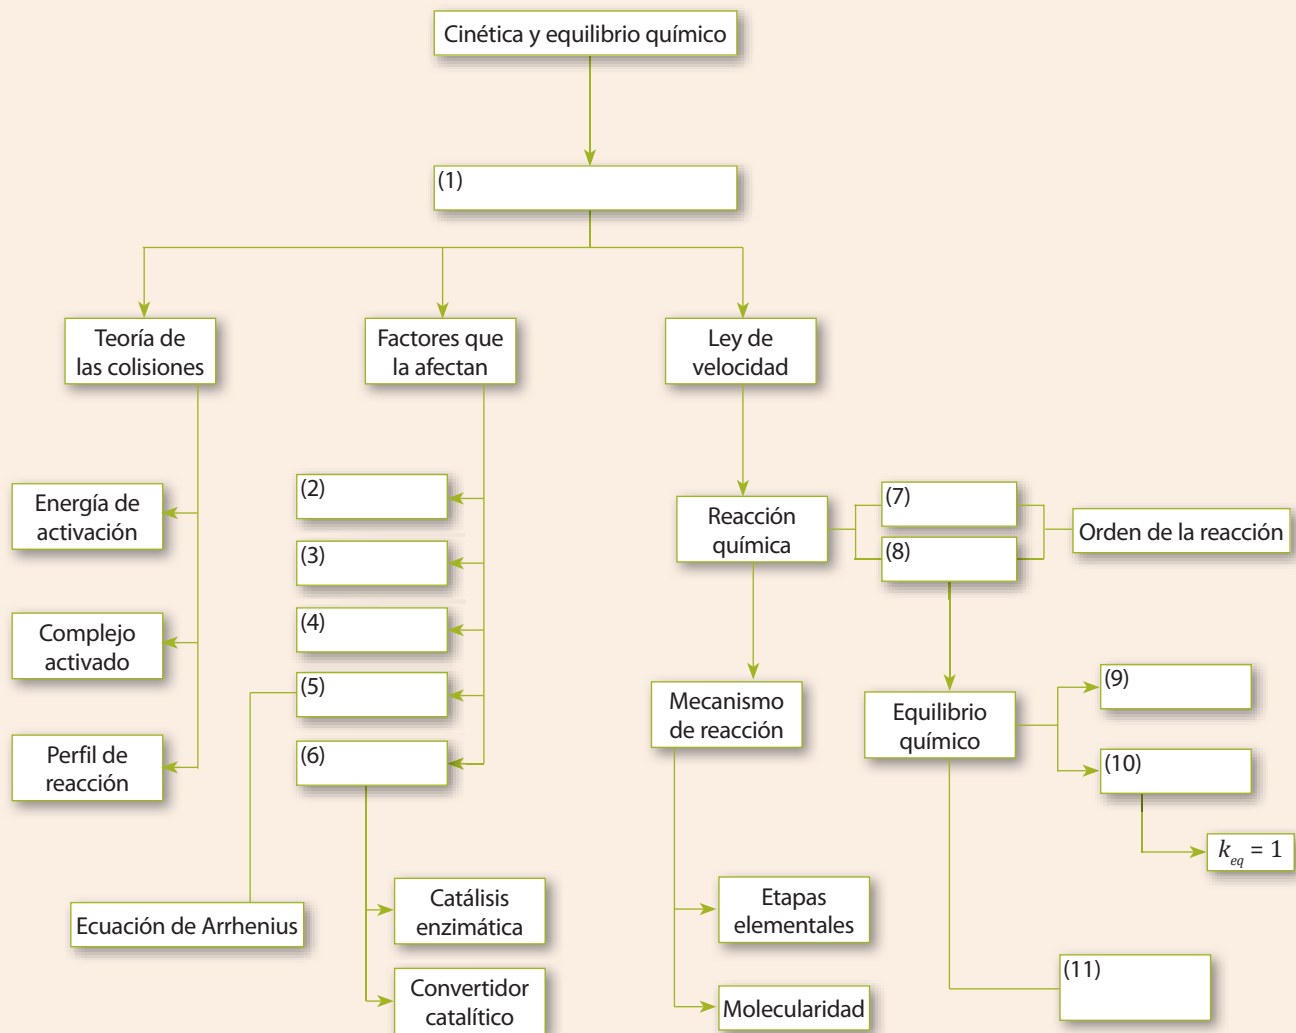 Cinética y equilibrio químico
(1)
Teoría de
las colisiones
Factores que
la afectan
Ley de
velocidad
Energía de
activación
Complejo
activado
Perfil de
reacción
(2)
(3)
(4)
(5)
(6)
Ecuación de Arrhenius
Catálisis
enzimática
Convertidor
catalítico
Reacción
química
(7)
(8)
Orden de la reacción
Mecanismo
de reacción
Etapas
elementales
Molecularidad
Equilibrio
químico
(9)
(10)
k_eq = 1
(11)